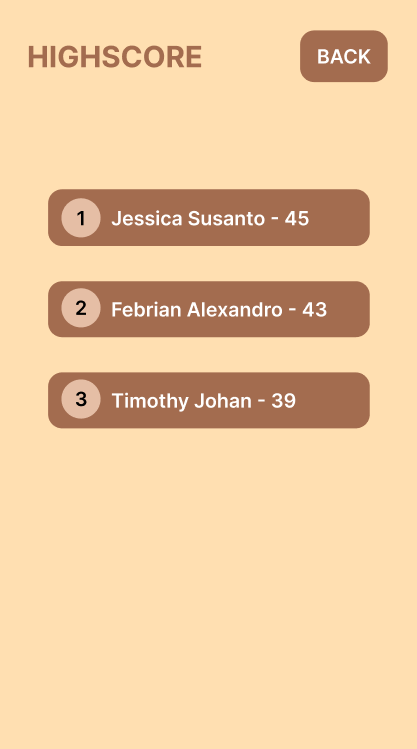 HIGHSCORE
BACK
1 Jessica Susanto - 45
2 Febrian Alexandro - 43
3 Timothy Johan - 39